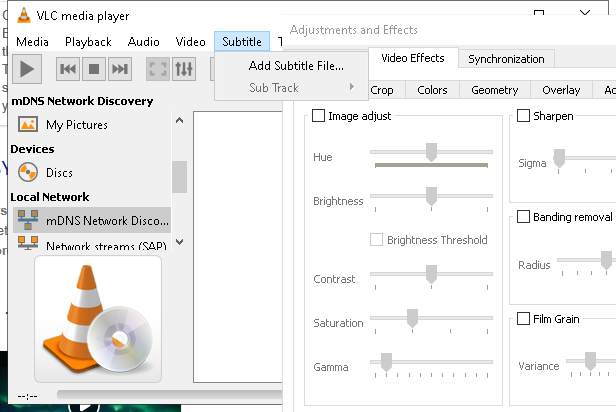 VLC media player
Adjustments and Effects
Media Playback Audio Video Subtitle
Add Subtitle File...
Sub Track
Video Effects Synchronization
Crop Colors Geometry Overlay
mDNS Network Discovery
My Pictures
Devices
Discs
Local Network
mDNS Network Disco...
Network streams (SAP)
--:--
Image adjust
Hue
Brightness
Brightness Threshold
Contrast
Saturation
Gamma
Sharpen
Sigma
Banding removal
Radius
Film Grain
Variance